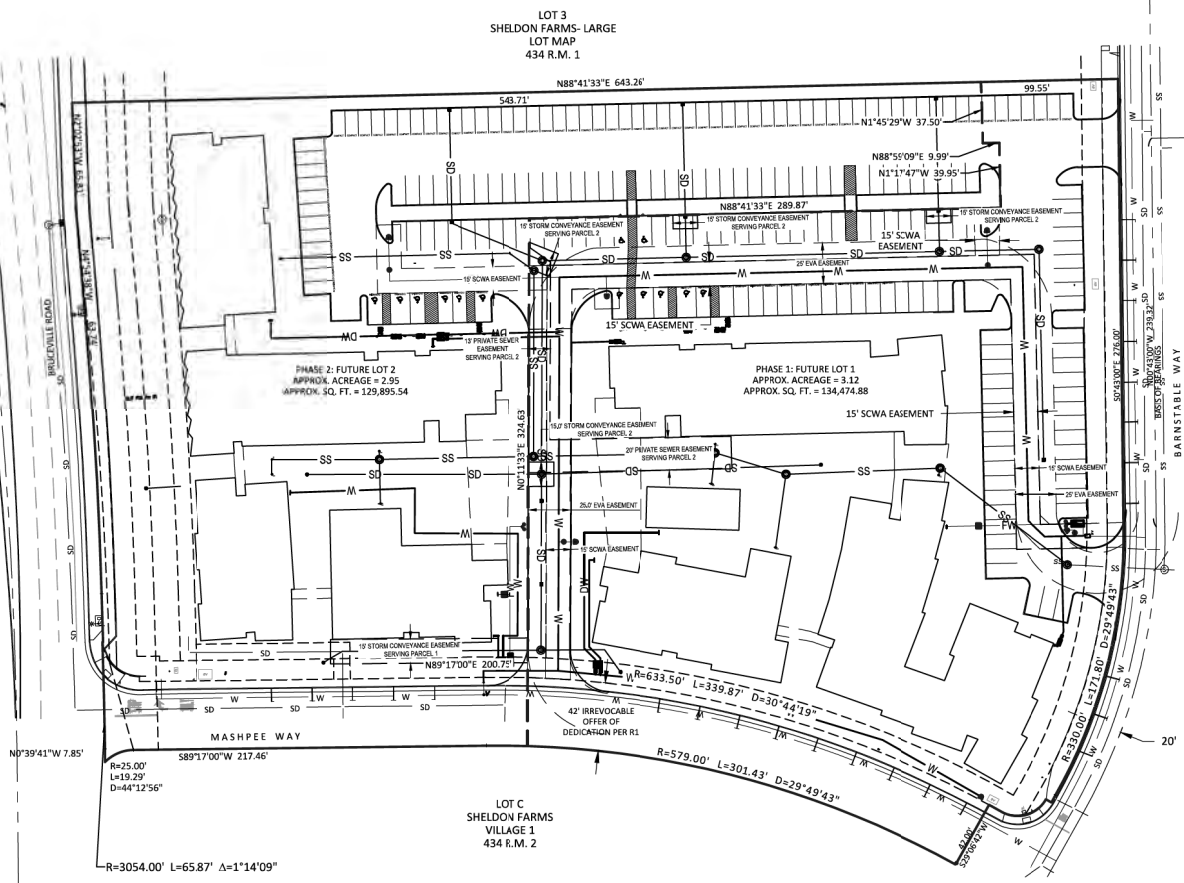 LOT 3
SHELDON FARMS- LARGE
LOT MAP
434 R.M. 1
N88°41'33"E 643.26'
543.71'
99.55'
N1°45'29"W 37.50'
N88°59'09"E 9.99'
N1°17'47"W 39.95'
N88°41'33"E 289.87'
15' STORM CONVEYANCE EASEMENT
SERVING PARCEL 2
15' STORM CONVEYANCE EASEMENT
SERVING PARCEL 2
15' STORM CONVEYANCE EASEMENT
SERVING PARCEL 2
15' SCWA
EASEMENT
25' EVA EASEMENT
15' SCWA EASEMENT
15' SCWA EASEMENT
13' PRIVATE SEWER
EASEMENT
SERVING PARCEL 2
BRUCEVILLE ROAD
PHASE 2: FUTURE LOT 2
APPROX. ACREAGE = 2.95
APPROX. SQ. FT. = 129,895.54
PHASE 1: FUTURE LOT 1
APPROX. ACREAGE = 3.12
APPROX. SQ. FT. = 134,474.88
S0°43'00"E 276.00'
N00°43'00"W 239.32'
BASIS OF BEARINGS
BARNSTABLE WAY
15' SCWA EASEMENT
N0°11'33"E 324.63
15.0' STORM CONVEYANCE EASEMENT
SERVING PARCEL 2
20' PRIVATE SEWER EASEMENT
SERVING PARCEL 2
15' SCWA EASEMENT
25' EVA EASEMENT
25.0' EVA EASEMENT
15' SCWA EASEMENT
15' STORM CONVEYANCE EASEMENT
SERVING PARCEL 1
N89°17'00"E 200.75'
R=633.50' L=339.87' D=30°44'19"
R=330.00' L=171.80' D=29°49'43"
42' IRREVOCABLE
OFFER OF
DEDICATION PER R1
MASHPEE WAY
20'
N0°39'41"W 7.85'
S89°17'00"W 217.46'
R=25.00'
L=19.29'
D=44°12'56"
R=579.00' L=301.43' D=29°49'43"
LOT C
SHELDON FARMS
VILLAGE 1
434 R.M. 2
42.00'
S29°06'42"W
R=3054.00' L=65.87' Δ=1°14'09"